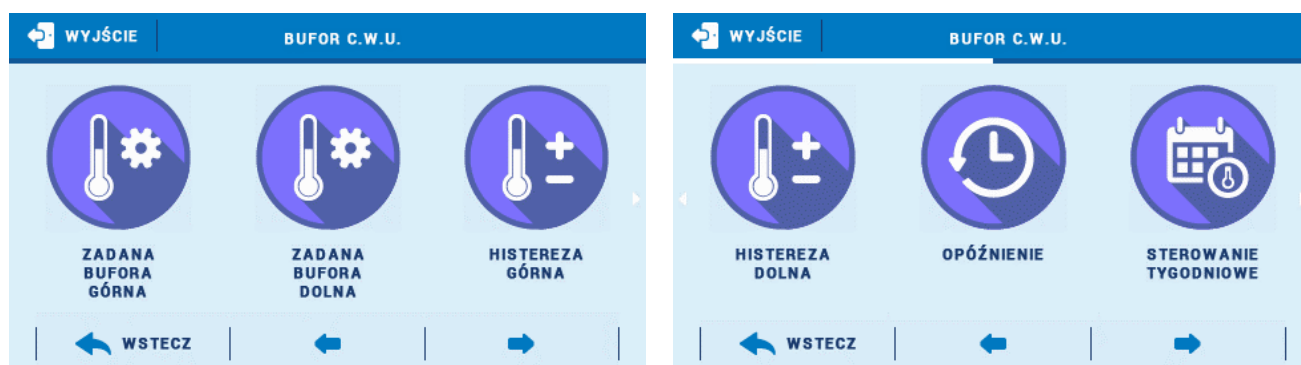 WYJŚCIE
BUFOR C.W.U.
ZADANA
BUFORA
GÓRNA
ZADANA
BUFORA
DOLNA
HISTEREZA
GÓRNA
WSTECZ
WYJŚCIE
BUFOR C.W.U.
HISTEREZA
DOLNA
OPÓŹNIENIE
STEROWANIE
TYGODNIOWE
WSTECZ